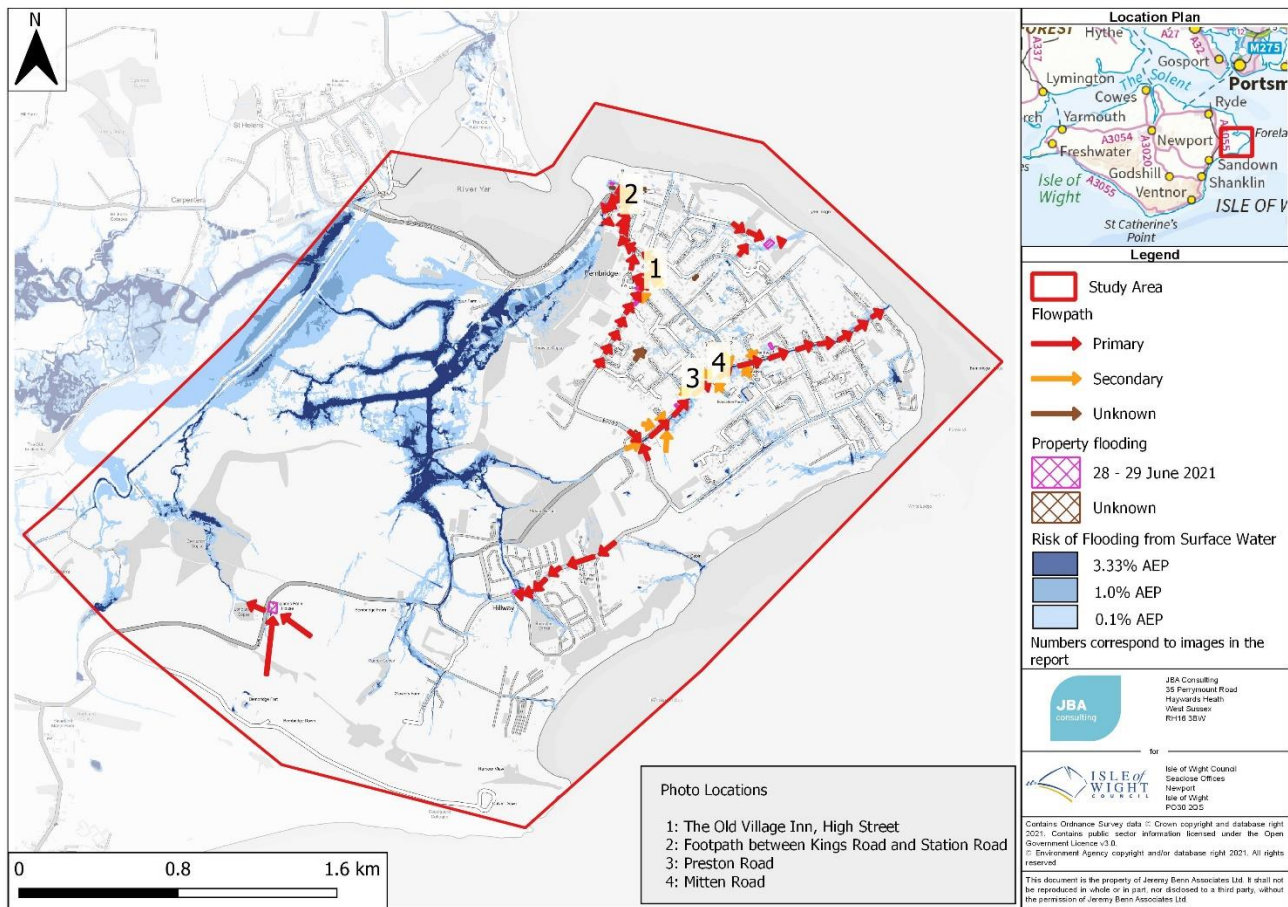 N
St Helens
River Yar
Carpenters
Bembridge
Hillway
2
1
4
3
0
0.8
1.6 km
Photo Locations
1: The Old Village Inn, High Street
2: Footpath between Kings Road and Station Road
3: Preston Road
4: Mitten Road
Location Plan
FOREST
Hythe
A27
A32
12
M275
A337
Gosport
The Solent
Portsm
Lymington
Cowes
Ryde
rch
Yarmouth
A3054
Newport
A3055
Forela
Freshwater
A3020
Sandown
Godshill
Shanklin
Isle of
Wight
A3055
Ventnor
ISLE OF W
St Catherine's
Point
Legend
Study Area
Flowpath
Primary
Secondary
Unknown
Property flooding
28 - 29 June 2021
Unknown
Risk of Flooding from Surface Water
3.33% AEP
1.0% AEP
0.1% AEP
Numbers correspond to images in the
report
JBA
consulting
JBA Consulting
35 Perrymount Road
Haywards Heath
West Sussex
RH16 3BW
for
ISLE of
WIGHT
COUNCIL
Isle of Wight Council
Seaclose Offices
Newport
Isle of Wight
PO30 2QS
Contains Ordnance Survey data © Crown copyright and database right
2021. Contains public sector information licensed under the Open
Government Licence v3.0.
© Environment Agency copyright and/or database right 2021. All rights
reserved
This document is the property of Jeremy Benn Associates Ltd. It shall not
be reproduced in whole or in part, nor disclosed to a third party, without
the permission of Jeremy Benn Associates Ltd.